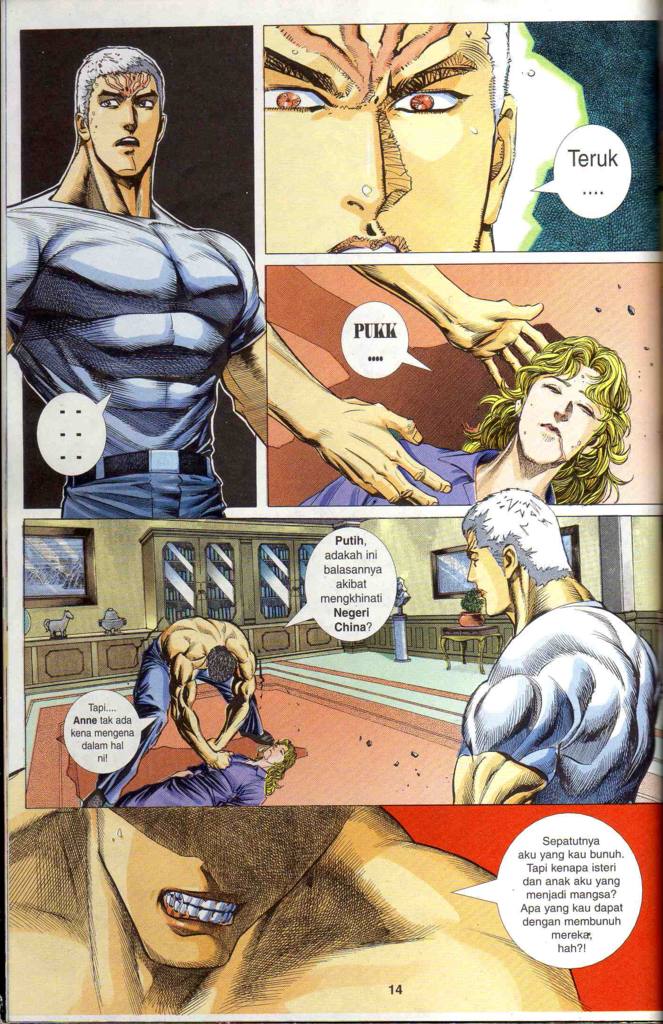 . .
. .
. .
Teruk
....
PUKK
....
Putih,
adakah ini
balasannya
akibat
mengkhinati
Negeri
China?
Tapi....
Anne tak ada
kena mengena
dalam hal
ni!
Sepatutnya
aku yang kau bunuh.
Tapi kenapa isteri
dan anak aku yang
menjadi mangsa?
Apa yang kau dapat
dengan membunuh
mereka,
hah?!
14